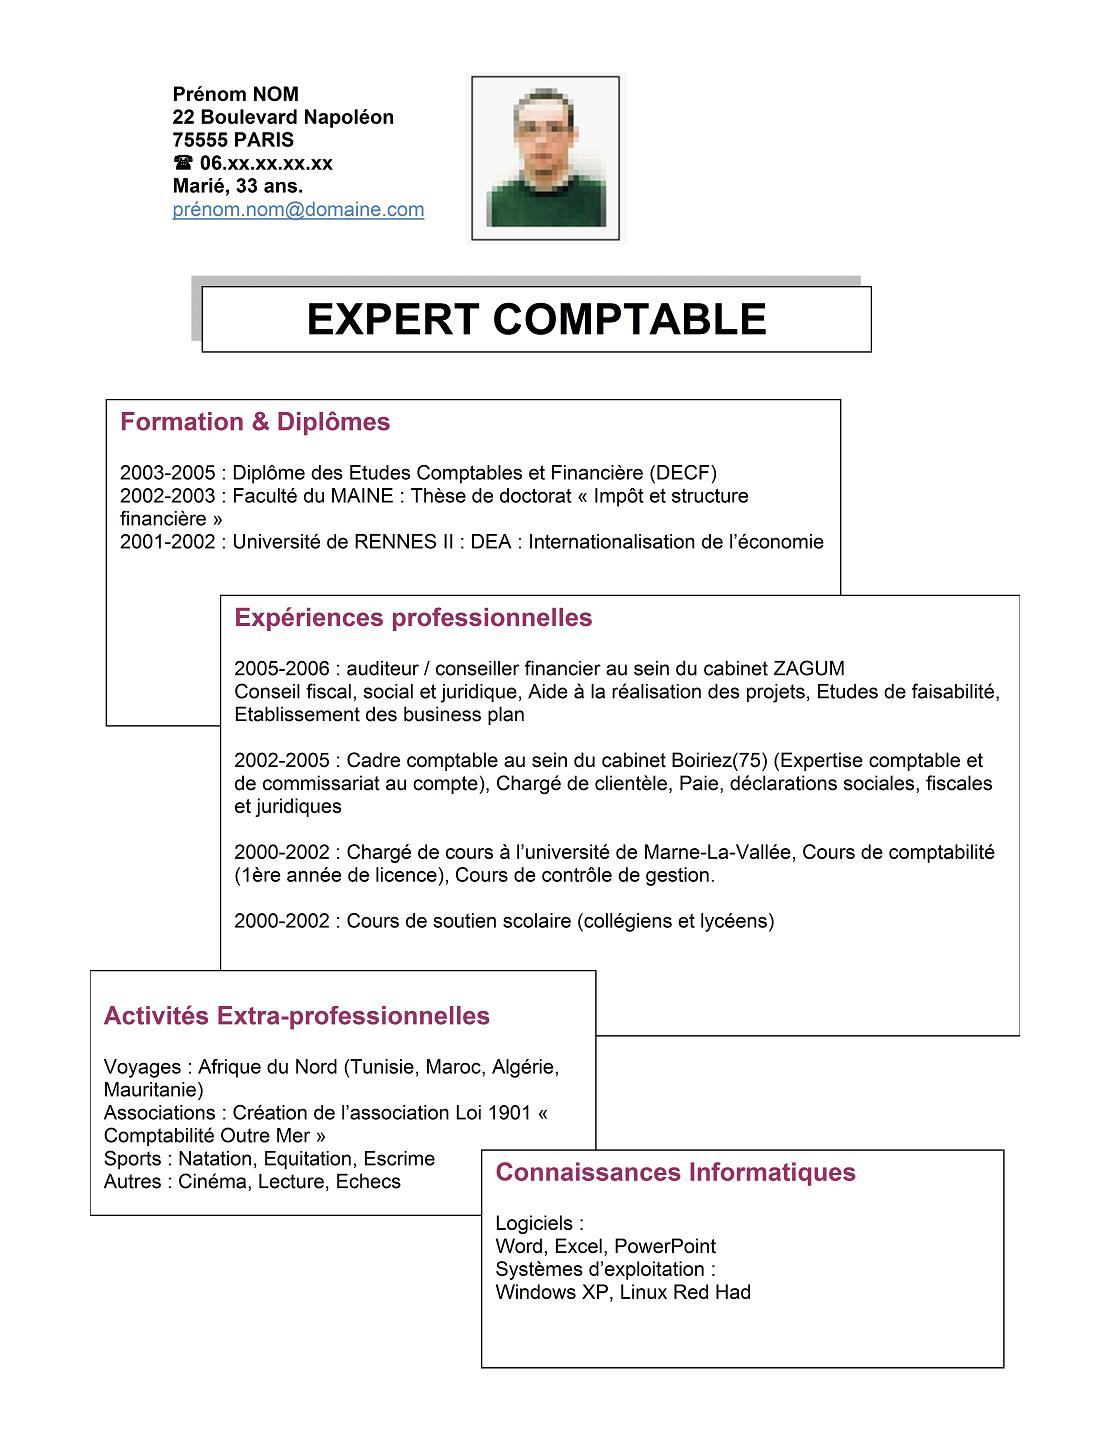 Prénom NOM
22 Boulevard Napoléon
75555 PARIS
☎ 06.xx.xx.xx.xx
Marié, 33 ans.
prénom.nom@domaine.com
EXPERT COMPTABLE
Formation & Diplômes
2003-2005 : Diplôme des Etudes Comptables et Financière (DECF)
2002-2003 : Faculté du MAINE : Thèse de doctorat « Impôt et structure
financière »
2001-2002 : Université de RENNES II : DEA : Internationalisation de l’économie
Expériences professionnelles
2005-2006 : auditeur / conseiller financier au sein du cabinet ZAGUM
Conseil fiscal, social et juridique, Aide à la réalisation des projets, Etudes de faisabilité,
Etablissement des business plan
2002-2005 : Cadre comptable au sein du cabinet Boiriez(75) (Expertise comptable et
de commissariat au compte), Chargé de clientèle, Paie, déclarations sociales, fiscales
et juridiques
2000-2002 : Chargé de cours à l’université de Marne-La-Vallée, Cours de comptabilité
(1ère année de licence), Cours de contrôle de gestion.
2000-2002 : Cours de soutien scolaire (collégiens et lycéens)
Activités Extra-professionnelles
Voyages : Afrique du Nord (Tunisie, Maroc, Algérie,
Mauritanie)
Associations : Création de l’association Loi 1901 «
Comptabilité Outre Mer »
Sports : Natation, Equitation, Escrime
Autres : Cinéma, Lecture, Echecs
Connaissances Informatiques
Logiciels :
Word, Excel, PowerPoint
Systèmes d’exploitation :
Windows XP, Linux Red Had